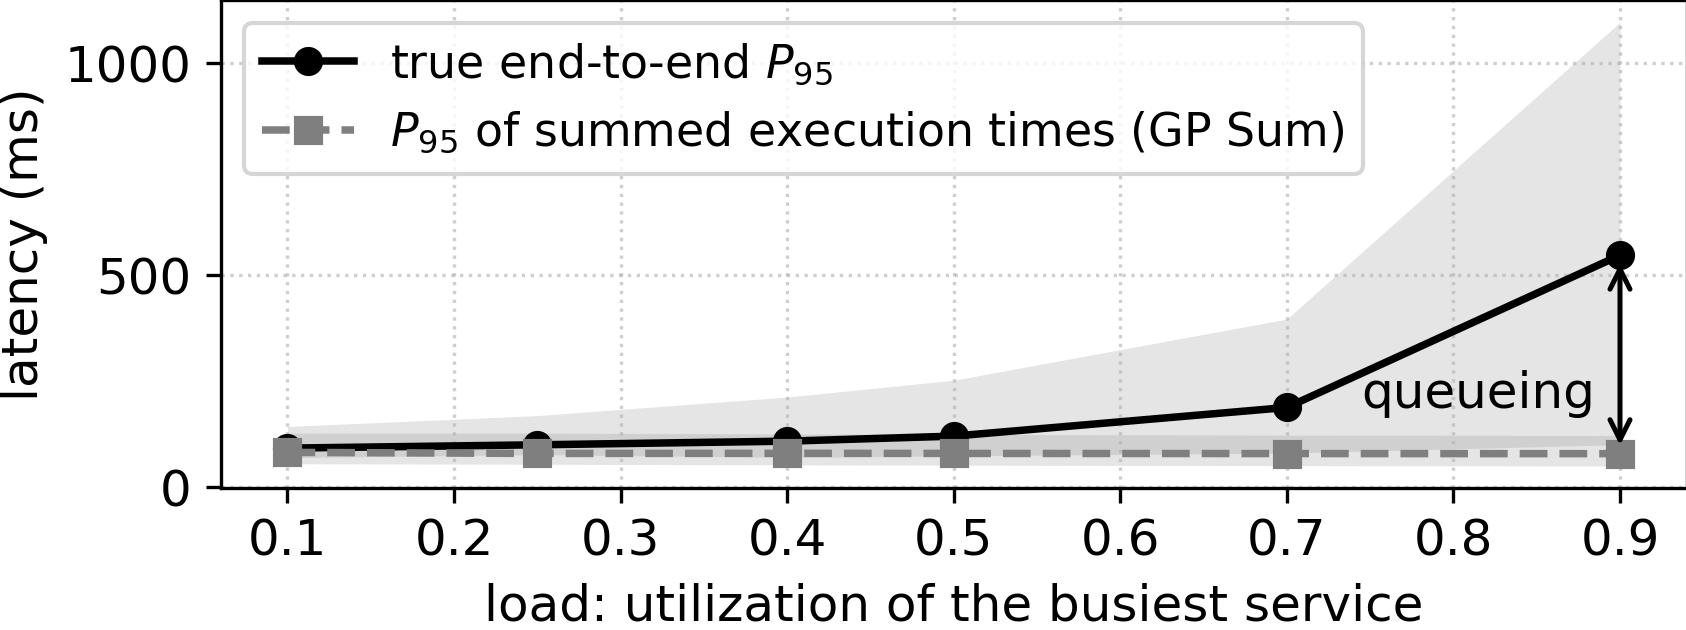 true end-to-end P95
P95 of summed execution times (GP Sum)
latency (ms)
1000
500
0
queueing
0.1 0.2 0.3 0.4 0.5 0.6 0.7 0.8 0.9
load: utilization of the busiest service